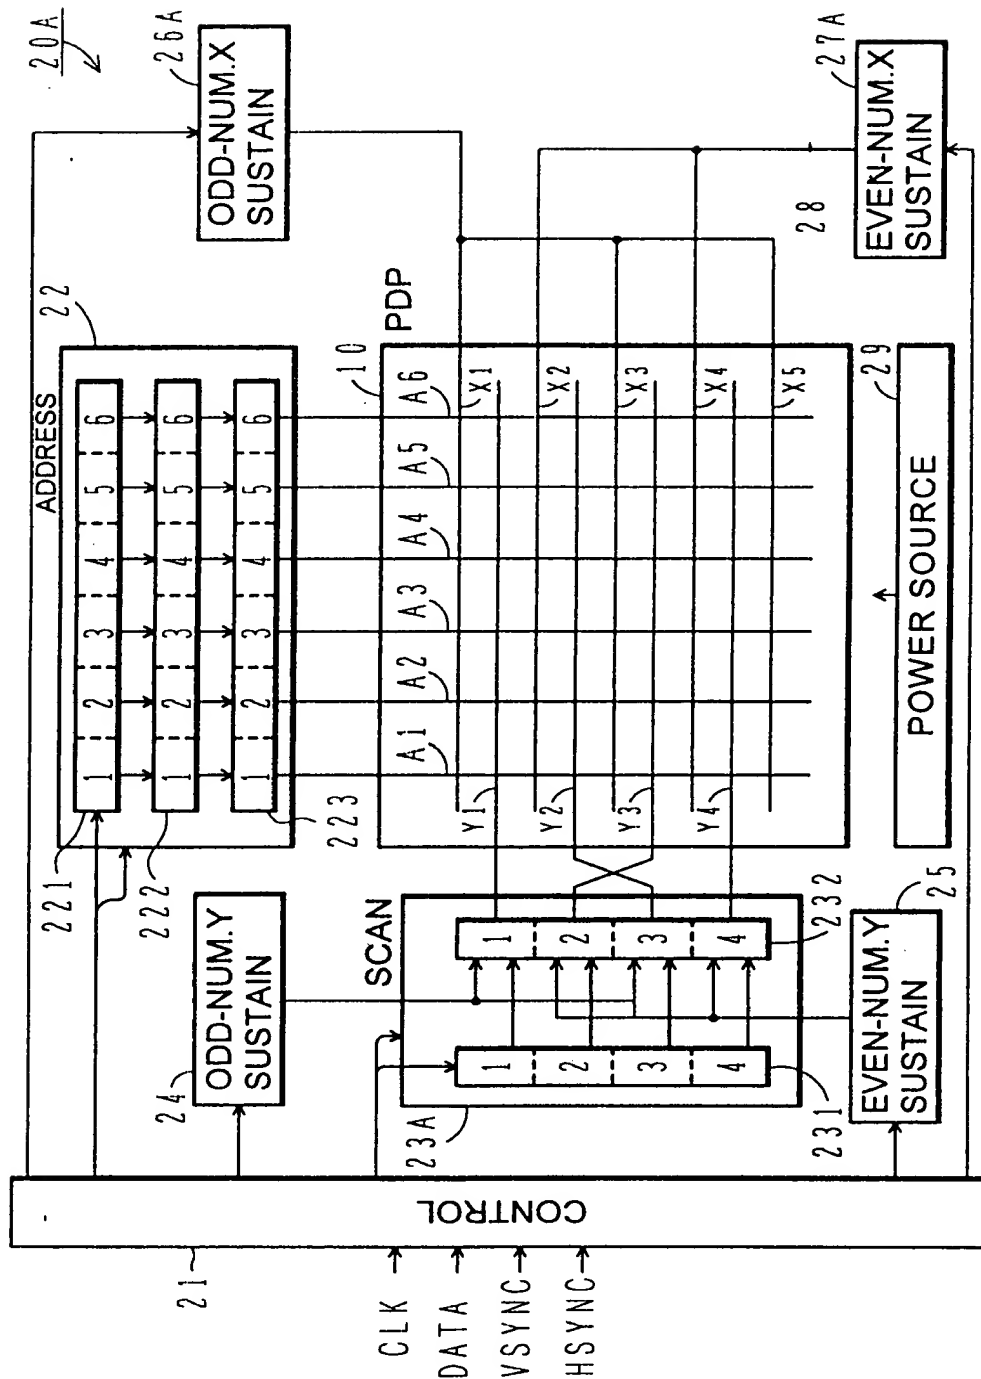 20A
ODD-NUM.X
SUSTAIN
26A
EVEN-NUM.X
SUSTAIN
27A
28
ADDRESS
22
1 2 3 4 5 6
1 2 3 4 5 6
1 2 3 4 5 6
221
222
223
PDP
10
A1
A2
A3
A4
A5
A6
X1
X2
X3
X4
X5
Y1
Y2
Y3
Y4
POWER SOURCE
29
ODD-NUM.Y
SUSTAIN
24
SCAN
1
2
3
4
232
1
2
3
4
231
23A
EVEN-NUM.Y
SUSTAIN
25
CONTROL
21
CLK
DATA
VSYNC
HSYNC